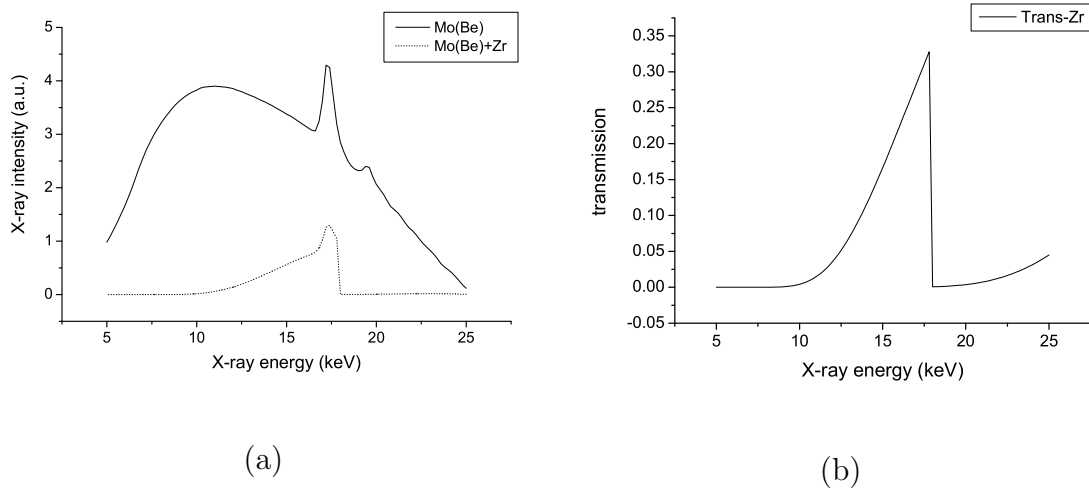 5
4
3
2
1
0
X-ray intensity (a.u.)
Mo(Be)
Mo(Be)+Zr
5 10 15 20 25
X-ray energy (keV)
(a)
0.35
0.30
0.25
0.20
0.15
0.10
0.05
0.00
-0.05
transmission
Trans-Zr
5 10 15 20 25
X-ray energy (keV)
(b)